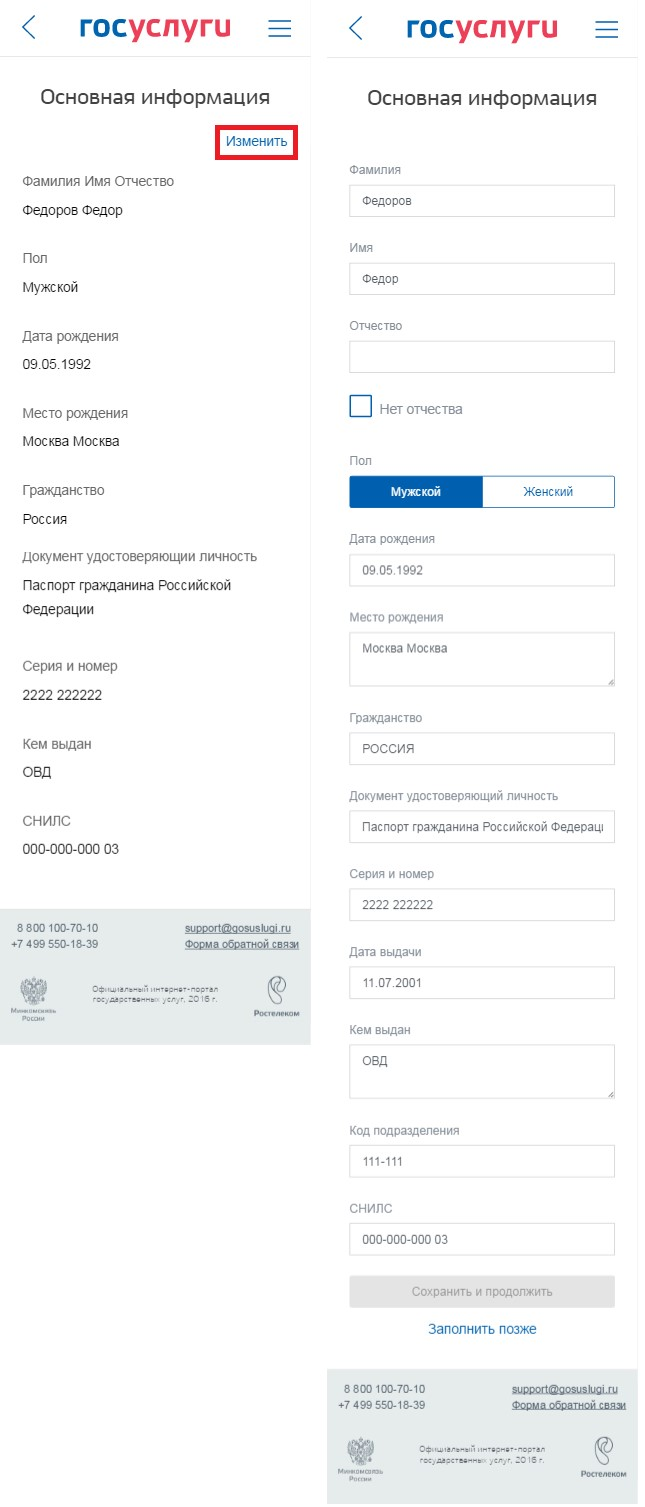 госуслуги
Основная информация
Изменить
Фамилия Имя Отчество
Федоров Федор
Пол
Мужской
Дата рождения
09.05.1992
Место рождения
Москва Москва
Гражданство
Россия
Документ удостоверяющии личность
Паспорт гражданина Российской
Федерации
Серия и номер
2222 222222
Кем выдан
ОВД
СНИЛС
000-000-000 03
8 800 100-70-10
+7 499 550-18-39
support@gosuslugi.ru
Форма обратной связи
Минкомсвязь
России
Официальный интернет-портал
государственных услуг, 2016 г.
Ростелеком
госуслуги
Основная информация
Фамилия
Федоров
Имя
Федор
Отчество
Нет отчества
Пол
Мужской
Женский
Дата рождения
09.05.1992
Место рождения
Москва Москва
Гражданство
РОССИЯ
Документ удостоверяющий личность
Паспорт гражданина Российской Федерац
Серия и номер
2222 222222
Дата выдачи
11.07.2001
Кем выдан
ОВД
Код подразделения
111-111
СНИЛС
000-000-000 03
Сохранить и продолжить
Заполнить позже
8 800 100-70-10
+7 499 550-18-39
support@gosuslugi.ru
Форма обратной связи
Минкомсвязь
России
Официальный интернет-портал
государственных услуг, 2016 г.
Ростелеком